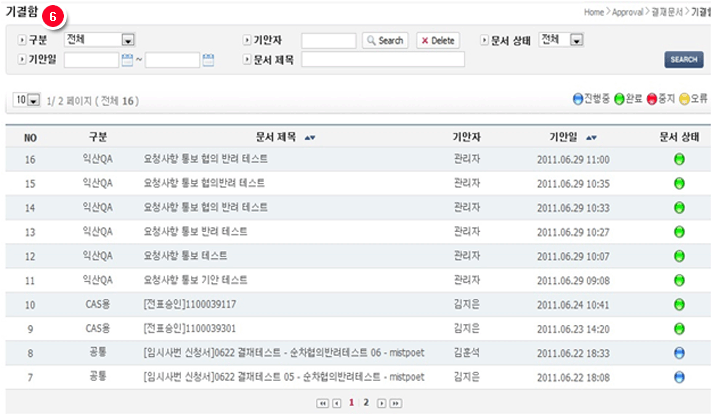 기결함 6
Home > Approval > 결재문서 > 기결함
구분 전체 기안자 Search Delete 문서 상태 전체
기안일 ~ 문서 제목 SEARCH
10 1/ 2 페이지 ( 전체 16 ) 진행중 완료 중지 오류
NO 구분 문서 제목 기안자 기안일 문서 상태
16 익산QA 요청사항 통보 협의 반려 테스트 관리자 2011.06.29 11:00
15 익산QA 요청사항 통보 협의반려 테스트 관리자 2011.06.29 10:35
14 익산QA 요청사항 통보 협의 반려 테스트 관리자 2011.06.29 10:33
13 익산QA 요청사항 통보 반려 테스트 관리자 2011.06.29 10:27
12 익산QA 요청사항 통보 테스트 관리자 2011.06.29 10:07
11 익산QA 요청사항 통보 기안 테스트 관리자 2011.06.29 09:08
10 CAS용 [전표승인]1100039117 김지은 2011.06.24 10:41
9 CAS용 [전표승인]1100039301 김지은 2011.06.23 14:20
8 공통 [임시사번 신청서]0622 결재테스트 - 순차협의반려테스트 06 - mistpoet 김훈석 2011.06.22 18:33
7 공통 [임시사번 신청서]0622 결재테스트 05 - 순차협의반려테스트 - mistpoet 김지은 2011.06.22 18:08
1 2